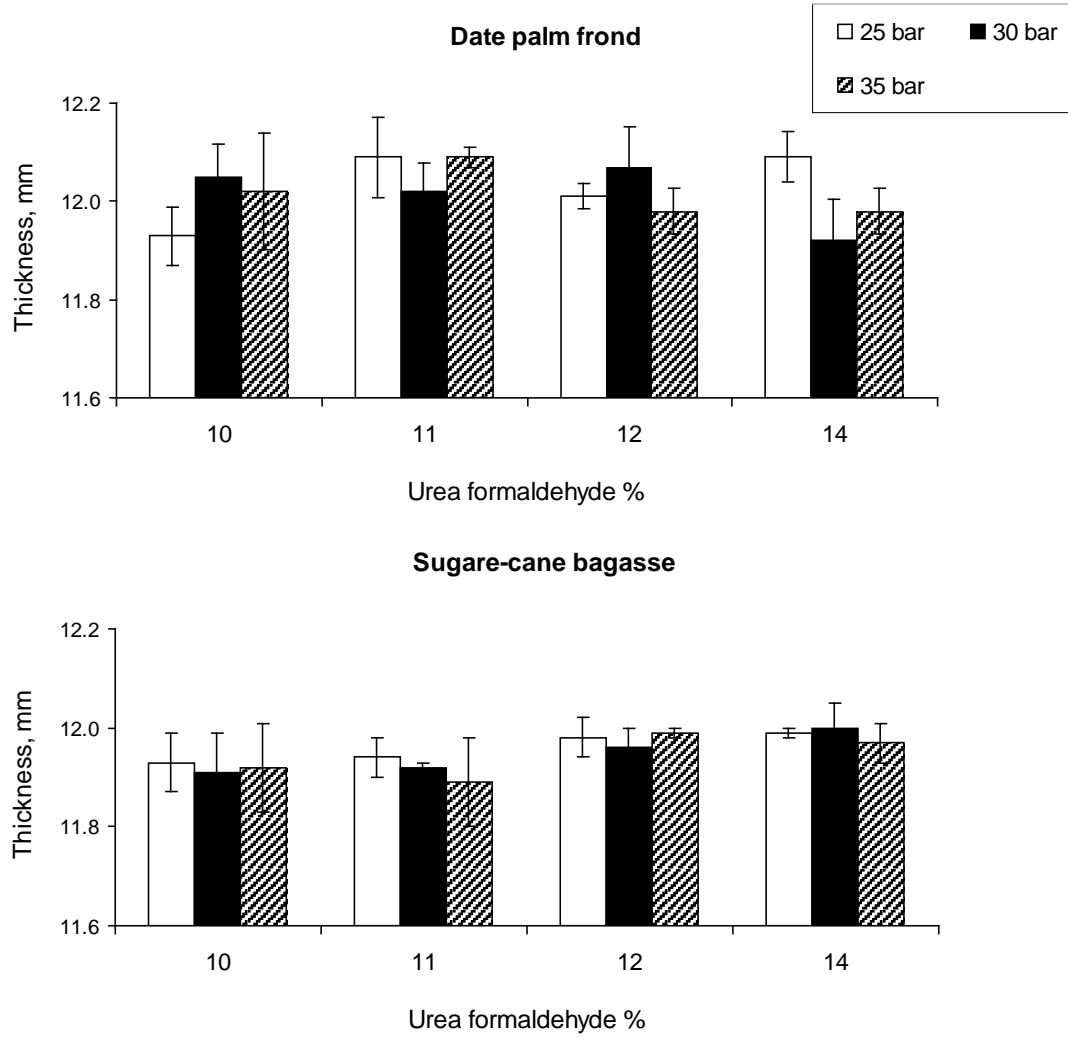 Date palm frond
25 bar 30 bar
35 bar
12.2
12.0
11.8
11.6
Thickness, mm
10 11 12 14
Urea formaldehyde %
Sugare-cane bagasse
12.2
12.0
11.8
11.6
Thickness, mm
10 11 12 14
Urea formaldehyde %